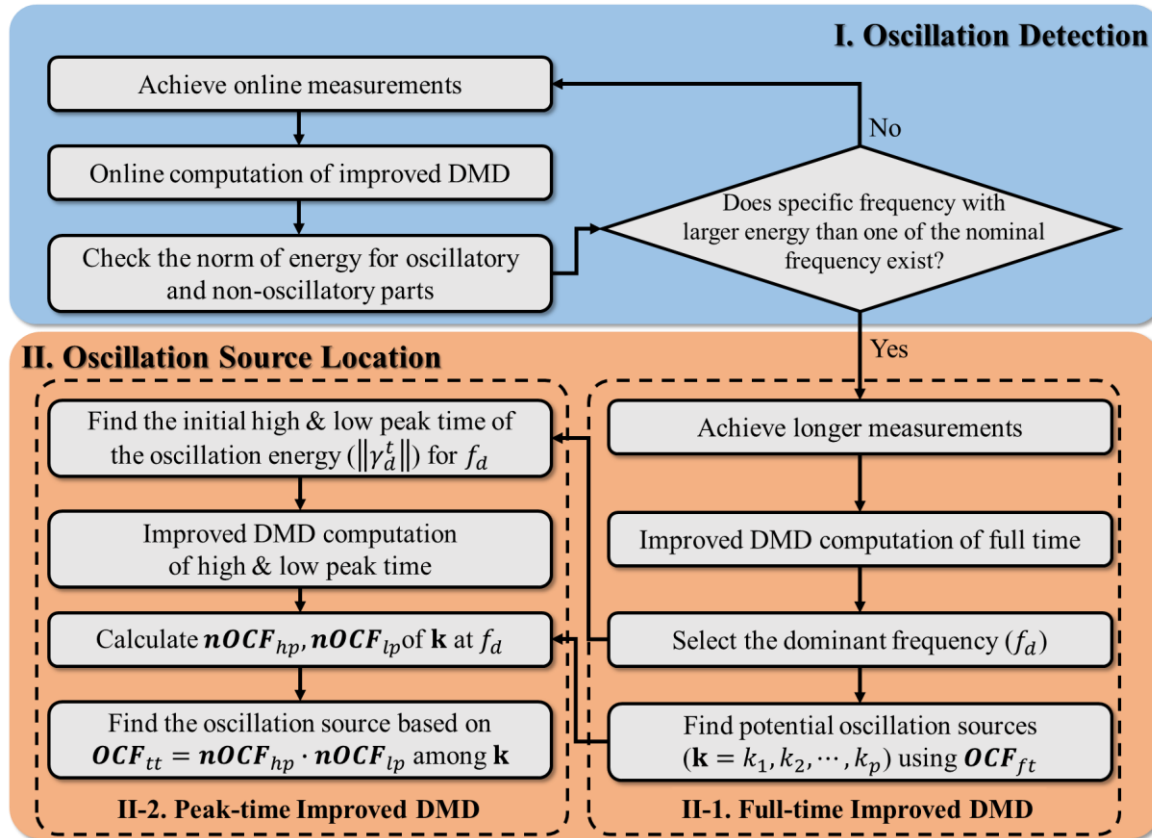 I. Oscillation Detection
Achieve online measurements
Online computation of improved DMD
Check the norm of energy for oscillatory
and non-oscillatory parts
No
Does specific frequency with
larger energy than one of the nominal
frequency exist?
Yes
II. Oscillation Source Location
Achieve longer measurements
Improved DMD computation of full time
Select the dominant frequency (f_d)
Find potential oscillation sources
(k = k_1, k_2, ⋯, k_p) using OCF_ft
II-1. Full-time Improved DMD
Find the initial high & low peak time of
the oscillation energy (‖γ_d^t‖) for f_d
Improved DMD computation
of high & low peak time
Calculate nOCF_hp, nOCF_lp of k at f_d
Find the oscillation source based on
OCF_tt = nOCF_hp · nOCF_lp among k
II-2. Peak-time Improved DMD